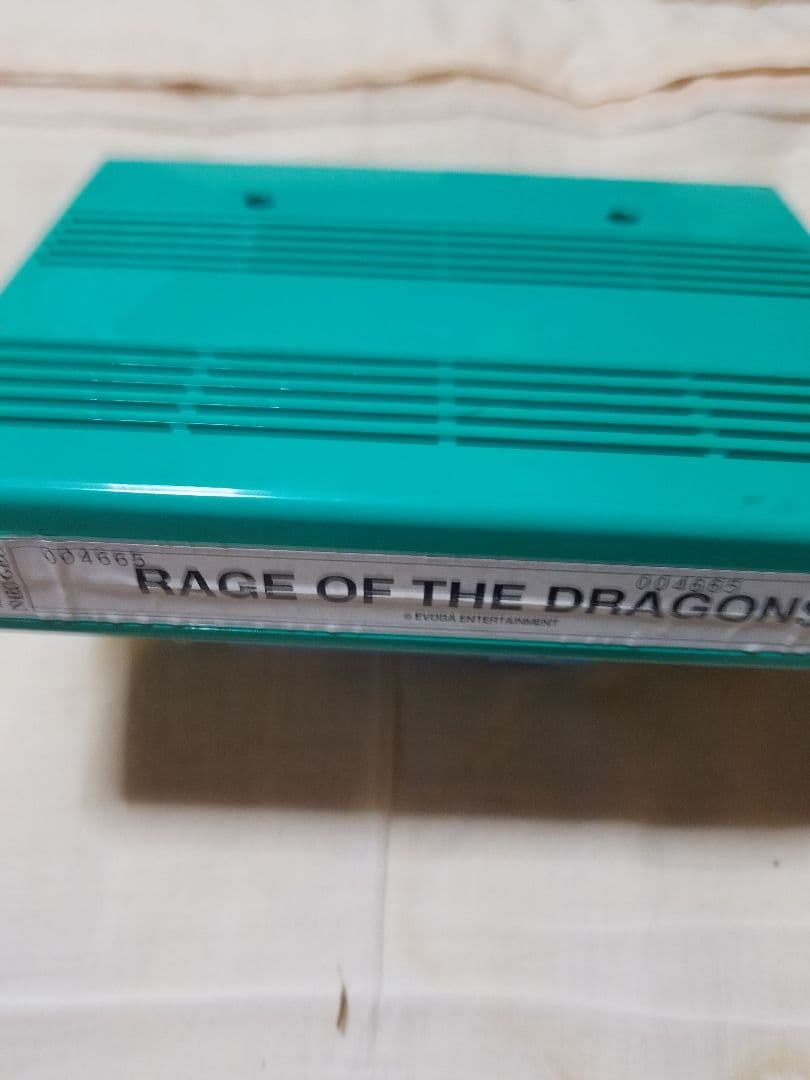 004665
004665
RAGE OF THE DRAGONS
© EVOGA ENTERTAINMENT